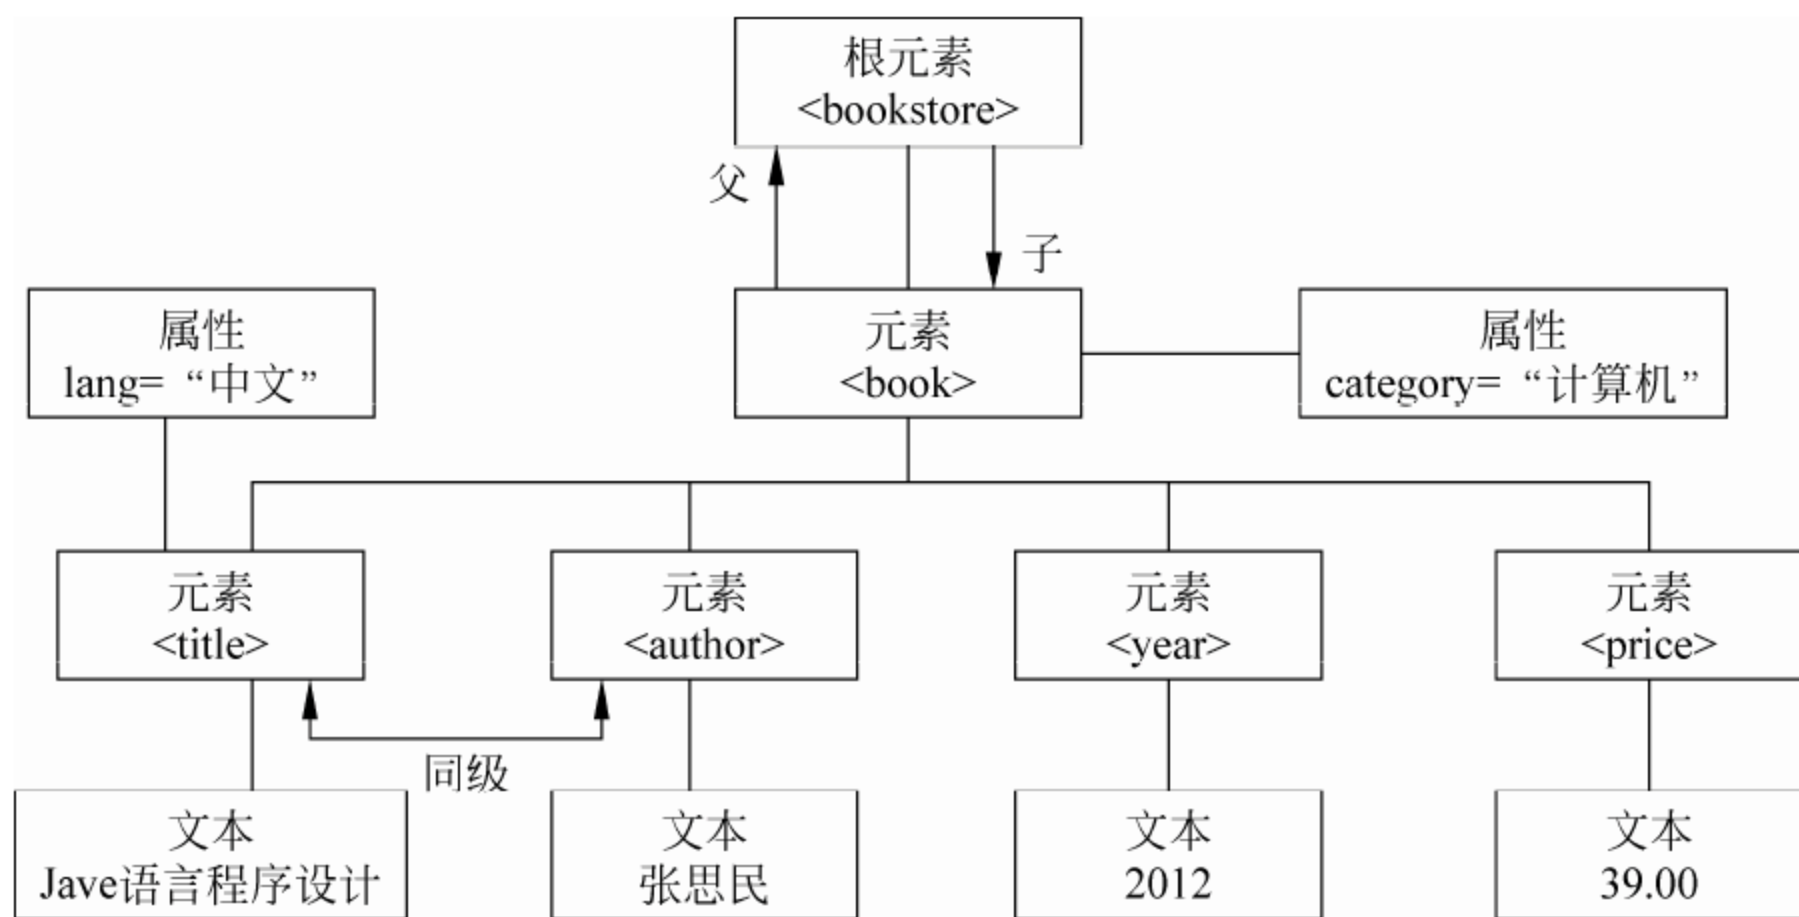 根元素
<bookstore>
父
子
属性
lang= “中文”
元素
<book>
属性
category= “计算机”
元素
<title>
元素
<author>
元素
<year>
元素
<price>
同级
文本
Jave语言程序设计
文本
张思民
文本
2012
文本
39.00